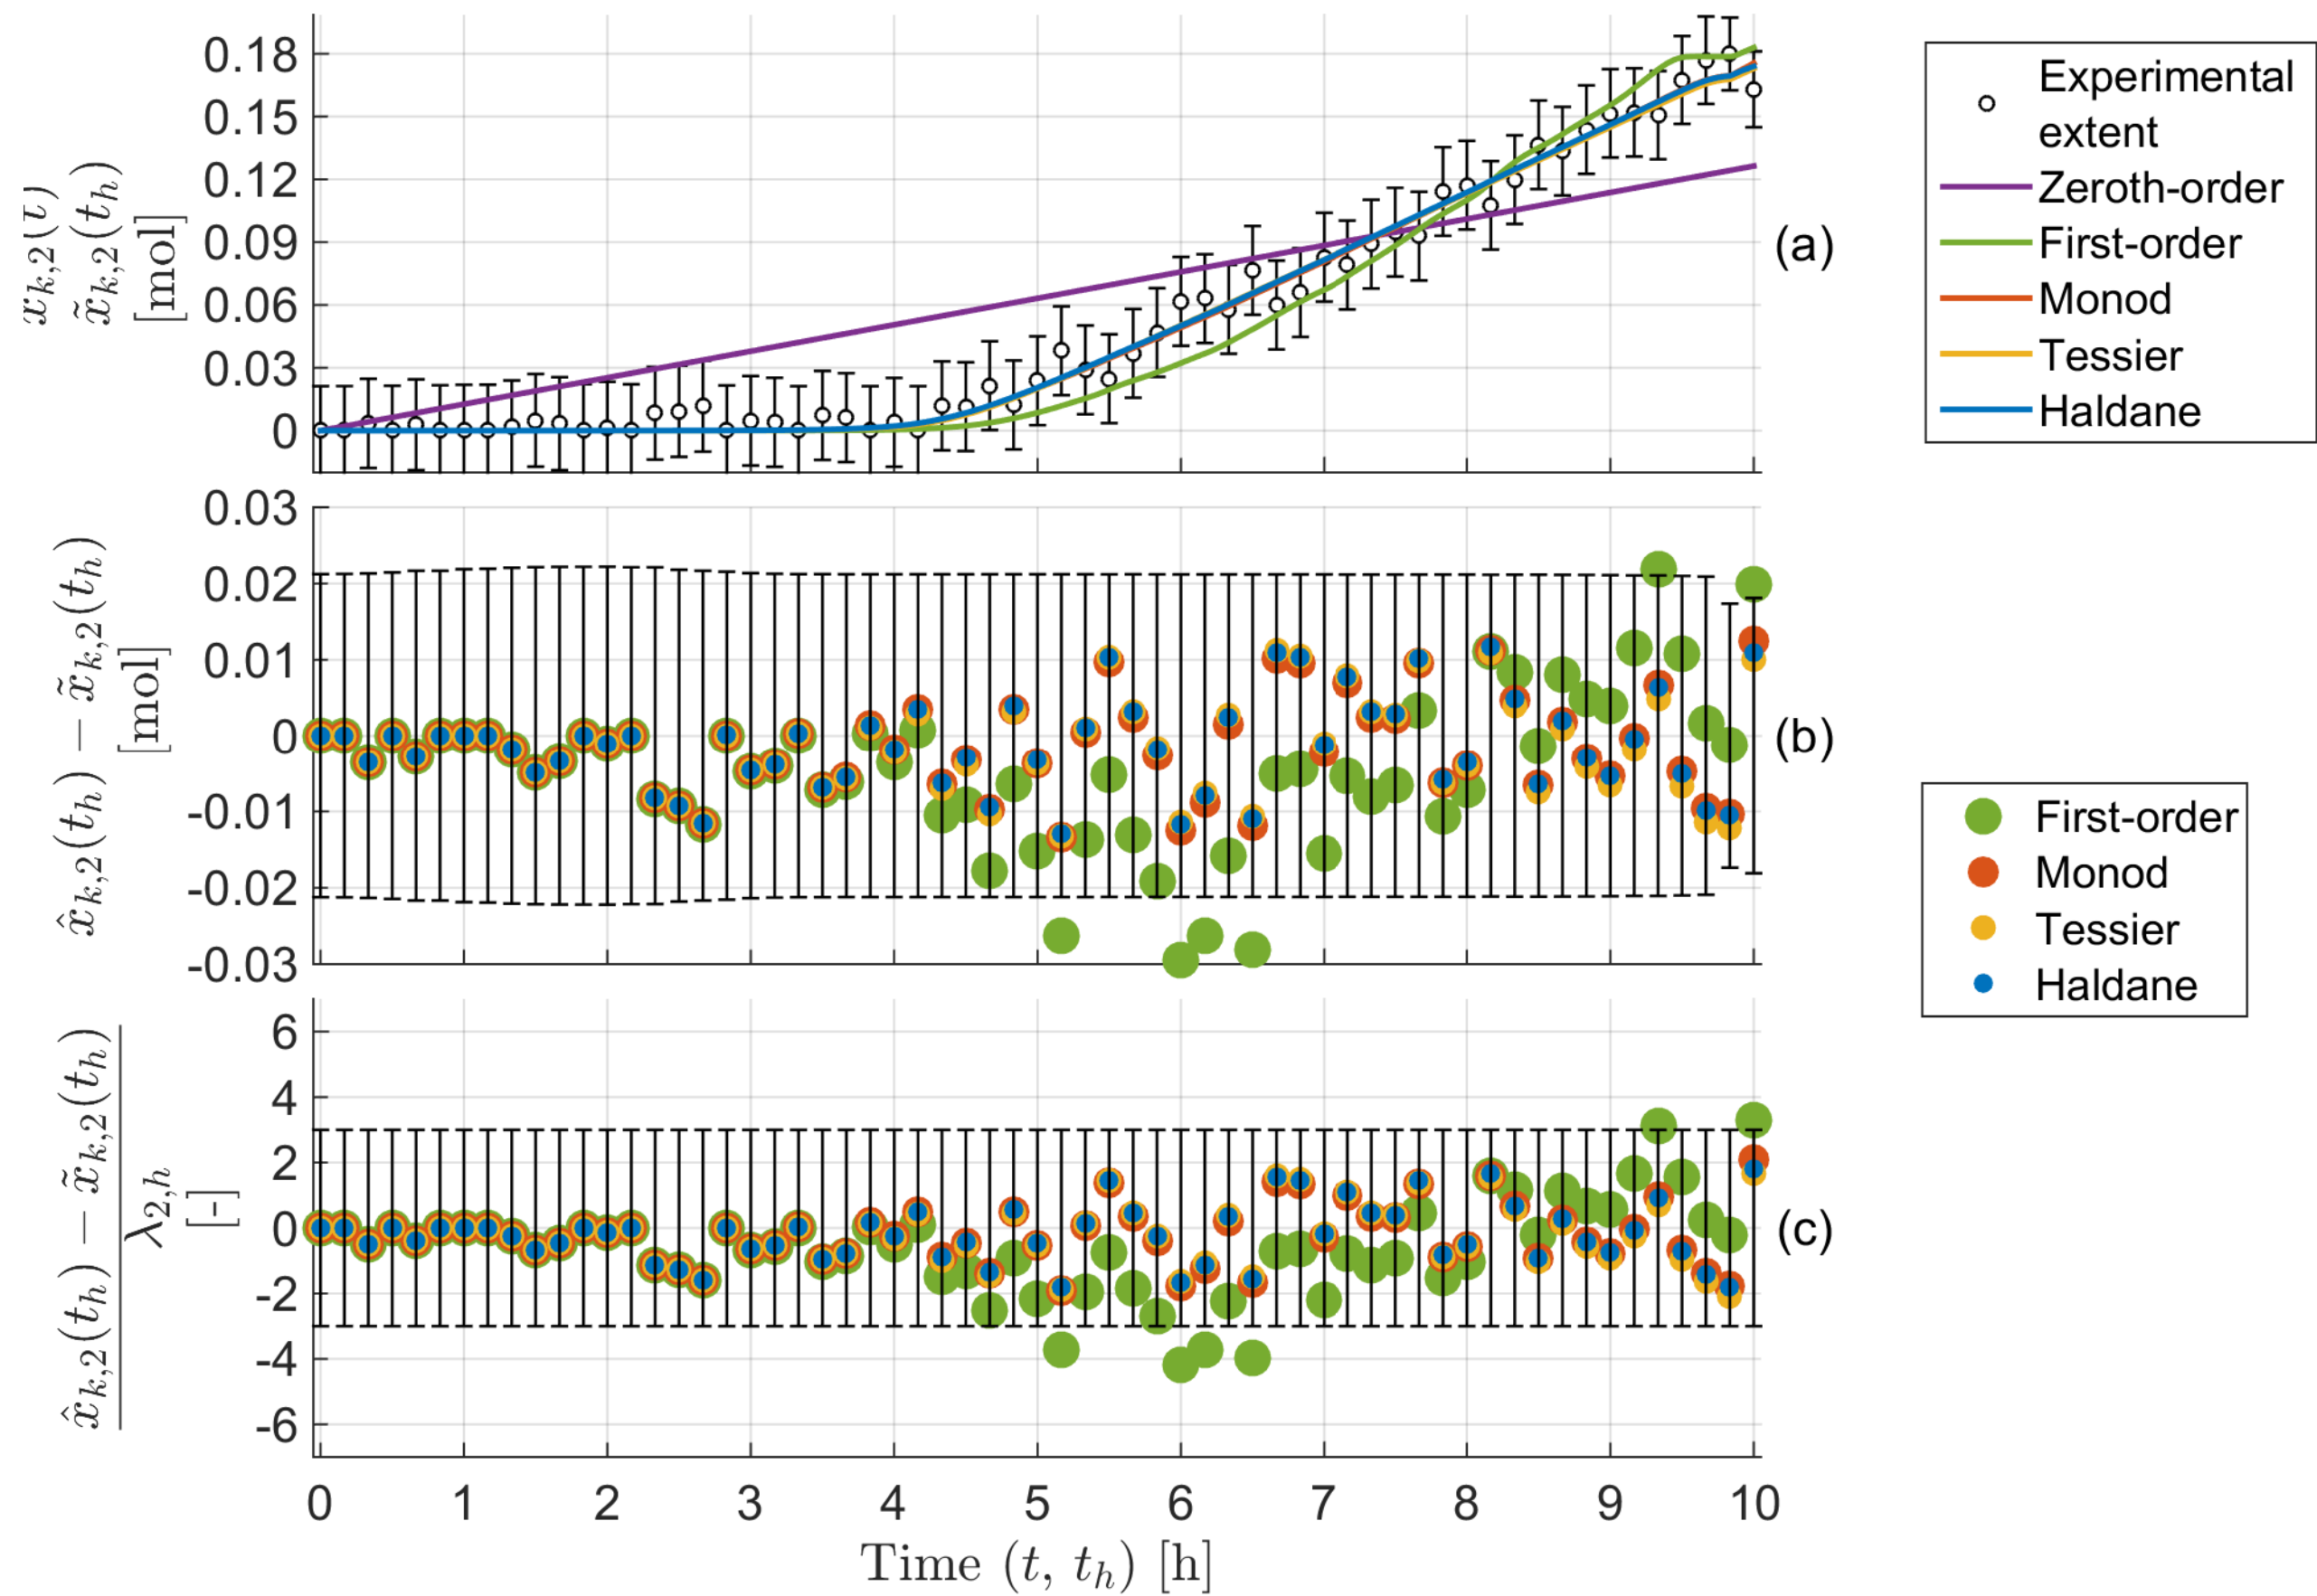 0.18
0.15
0.12
0.09
0.06
0.03
0
x_{k,2}(t)
x̃_{k,2}(t_h)
[mol]
(a)
Experimental
extent
Zeroth-order
First-order
Monod
Tessier
Haldane
0.03
0.02
0.01
0
-0.01
-0.02
-0.03
x̂_{k,2}(t_h) − x̃_{k,2}(t_h)
[mol]
(b)
First-order
Monod
Tessier
Haldane
6
4
2
0
-2
-4
-6
x̂_{k,2}(t_h) − x̃_{k,2}(t_h)
λ_{2,h}
[-]
(c)
0 1 2 3 4 5 6 7 8 9 10
Time (t, t_h) [h]